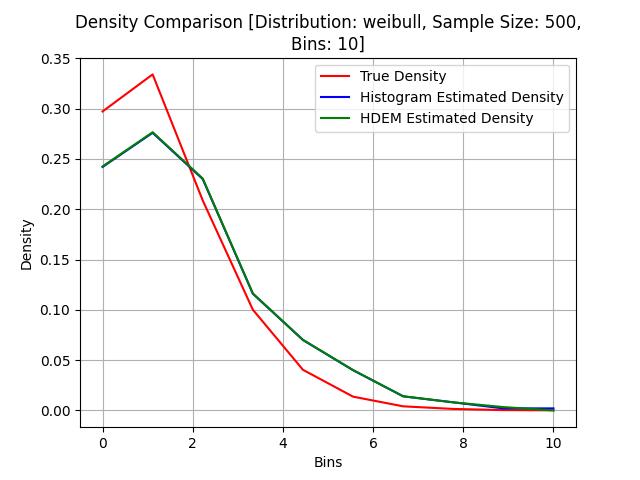 Density Comparison [Distribution: weibull, Sample Size: 500,
Bins: 10]
True Density
Histogram Estimated Density
HDEM Estimated Density
Density
0.35
0.30
0.25
0.20
0.15
0.10
0.05
0.00
0 2 4 6 8 10
Bins